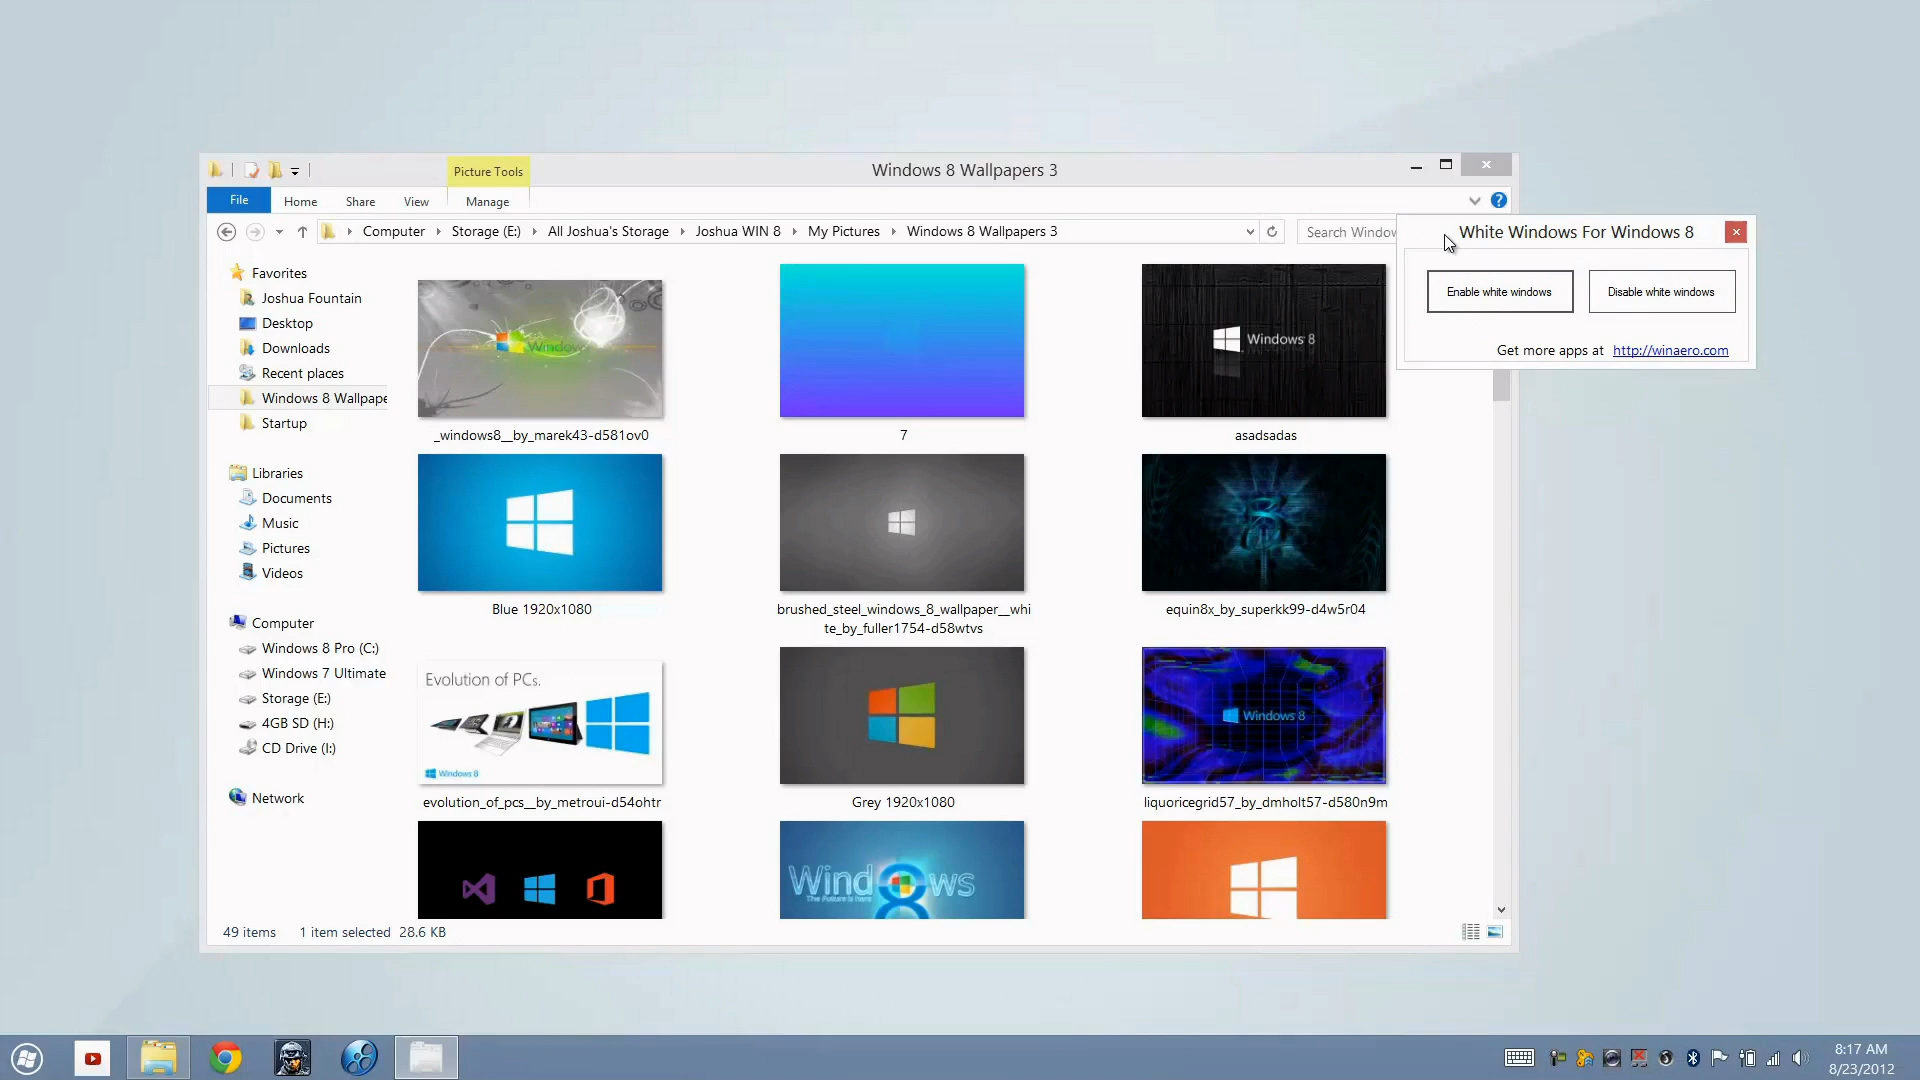 Picture Tools
Windows 8 Wallpapers 3
File
Home
Share
View
Manage
Computer
Storage (E:)
All Joshua's Storage
Joshua WIN 8
My Pictures
Windows 8 Wallpapers 3
Search Window
White Windows For Windows 8
Enable white windows
Disable white windows
Get more apps at http://winaero.com
Favorites
Joshua Fountain
Desktop
Downloads
Recent places
Windows 8 Wallpape
Startup
Libraries
Documents
Music
Pictures
Videos
Computer
Windows 8 Pro (C:)
Windows 7 Ultimate
Storage (E:)
4GB SD (H:)
CD Drive (I:)
Network
Windows 8
_windows8__by_marek43-d581ov0
7
asadsadas
Blue 1920x1080
brushed_steel_windows_8_wallpaper__whi
te_by_fuller1754-d58wtvs
equin8x_by_superkk99-d4w5r04
Evolution of PCs.
Windows 8
Windows 8
evolution_of_pcs__by_metroui-d54ohtr
Grey 1920x1080
liquoricegrid57_by_dmholt57-d580n9m
Wind8ws
The Future is Here
49 items
1 item selected 28.6 KB
8:17 AM
8/23/2012